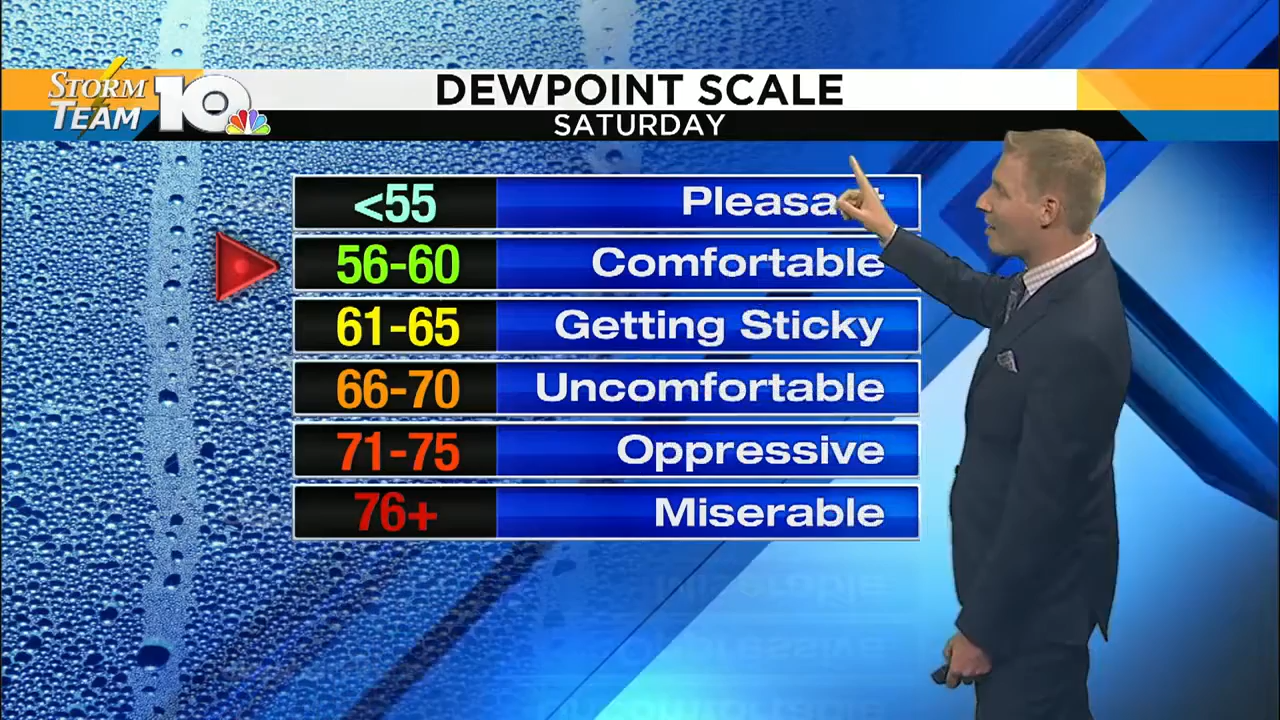 STORM
TEAM 10
DEWPOINT SCALE
SATURDAY
<55 Pleasant
56-60 Comfortable
61-65 Getting Sticky
66-70 Uncomfortable
71-75 Oppressive
76+ Miserable